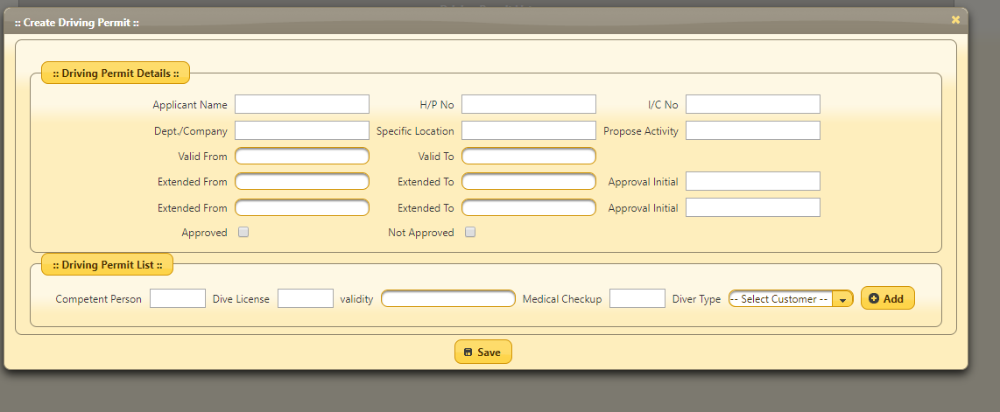 :: Create Driving Permit ::
:: Driving Permit Details ::
Applicant Name H/P No I/C No
Dept./Company Specific Location Propose Activity
Valid From Valid To
Extended From Extended To Approval Initial
Extended From Extended To Approval Initial
Approved Not Approved
:: Driving Permit List ::
Competent Person Dive License validity Medical Checkup Diver Type -- Select Customer -- Add
Save